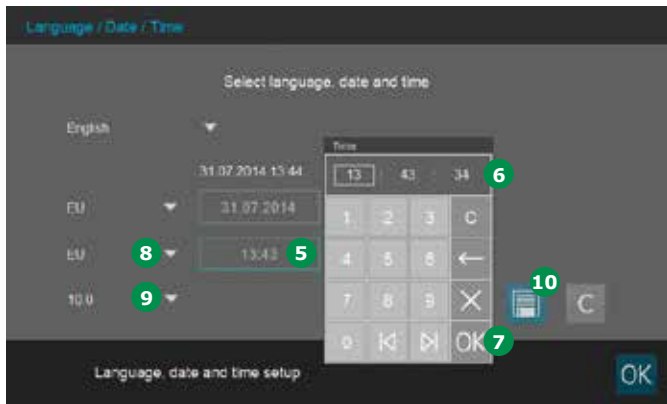 Language / Date / Time
Select language, date and time
English
Time
31.07.2014 13:44
13 : 43 : 34 6
EU 31.07.2014
1 2 3 C
EU 8 13:43 5
4 5 6 ←
10.0 9
7 8 9 X
10
C
0 OK 7
Language, date and time setup
OK